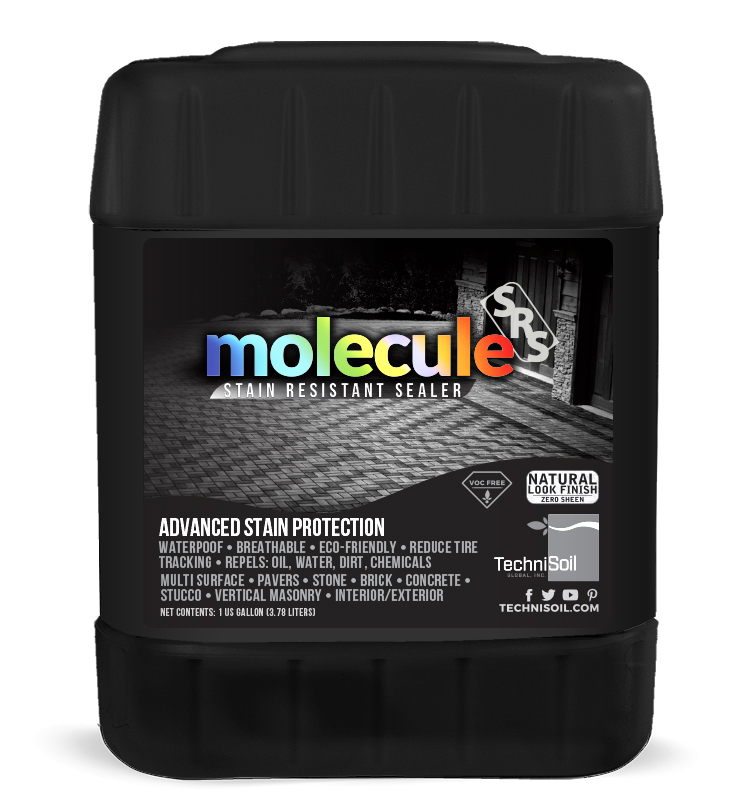 SRS
molecule
STAIN RESISTANT SEALER
VOC FREE
NATURAL
LOOK FINISH
ZERO SHEEN
ADVANCED STAIN PROTECTION
WATERPROOF • BREATHABLE • ECO-FRIENDLY • REDUCE TIRE
TRACKING • REPELS: OIL, WATER, DIRT, CHEMICALS
MULTI SURFACE • PAVERS • STONE • BRICK • CONCRETE •
STUCCO • VERTICAL MASONRY • INTERIOR/EXTERIOR
NET CONTENTS: 1 US GALLON (3.78 LITERS)
TechniSoil
GLOBAL, INC.
TECHNISOIL.COM